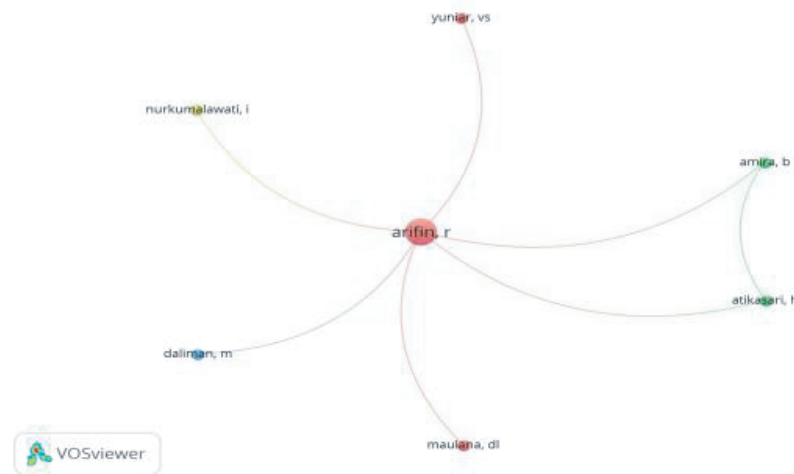 yuniar, vs
nurkumalawati, i
amira, b
arifin, r
atikasari, h
daliman, m
maulana, dl
VOSviewer